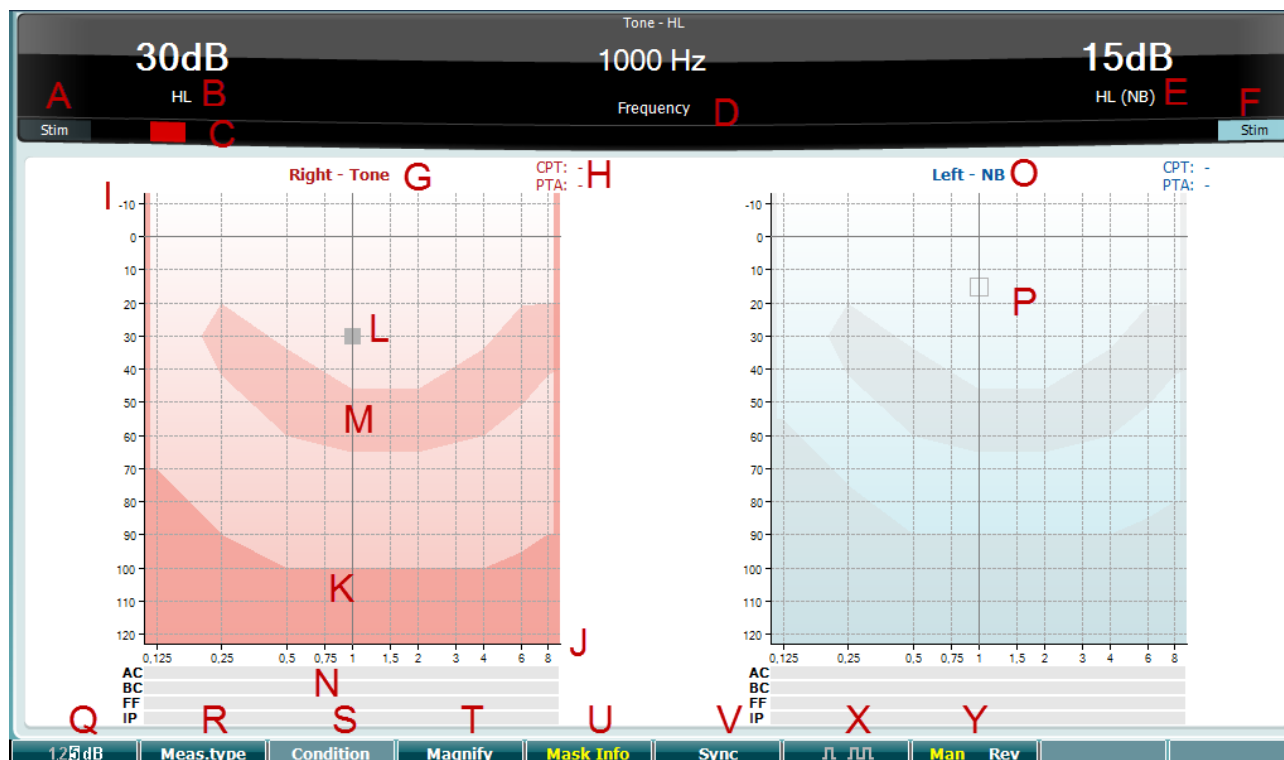 Tone - HL
30dB 1000 Hz 15dB
A HL B Frequency D HL (NB) E F
Stim C Stim
Right - Tone G CPT: - H Left - NB O CPT: -
PTA: - PTA: -
I
-10 -10
0 0
10 10
20 20
P
30 L 30
40 40
50 50
M
60 60
70 70
80 80
90 90
100 100
K
110 110
120 J 120
0,125 0,25 0,5 0,75 1 1,5 2 3 4 6 8 0,125 0,25 0,5 0,75 1 1,5 2 3 4 6 8
AC AC
N
BC BC
FF FF
IP IP
Q R S T U V X Y
125dB Meas.type Condition Magnify Mask Info Sync Man Rev